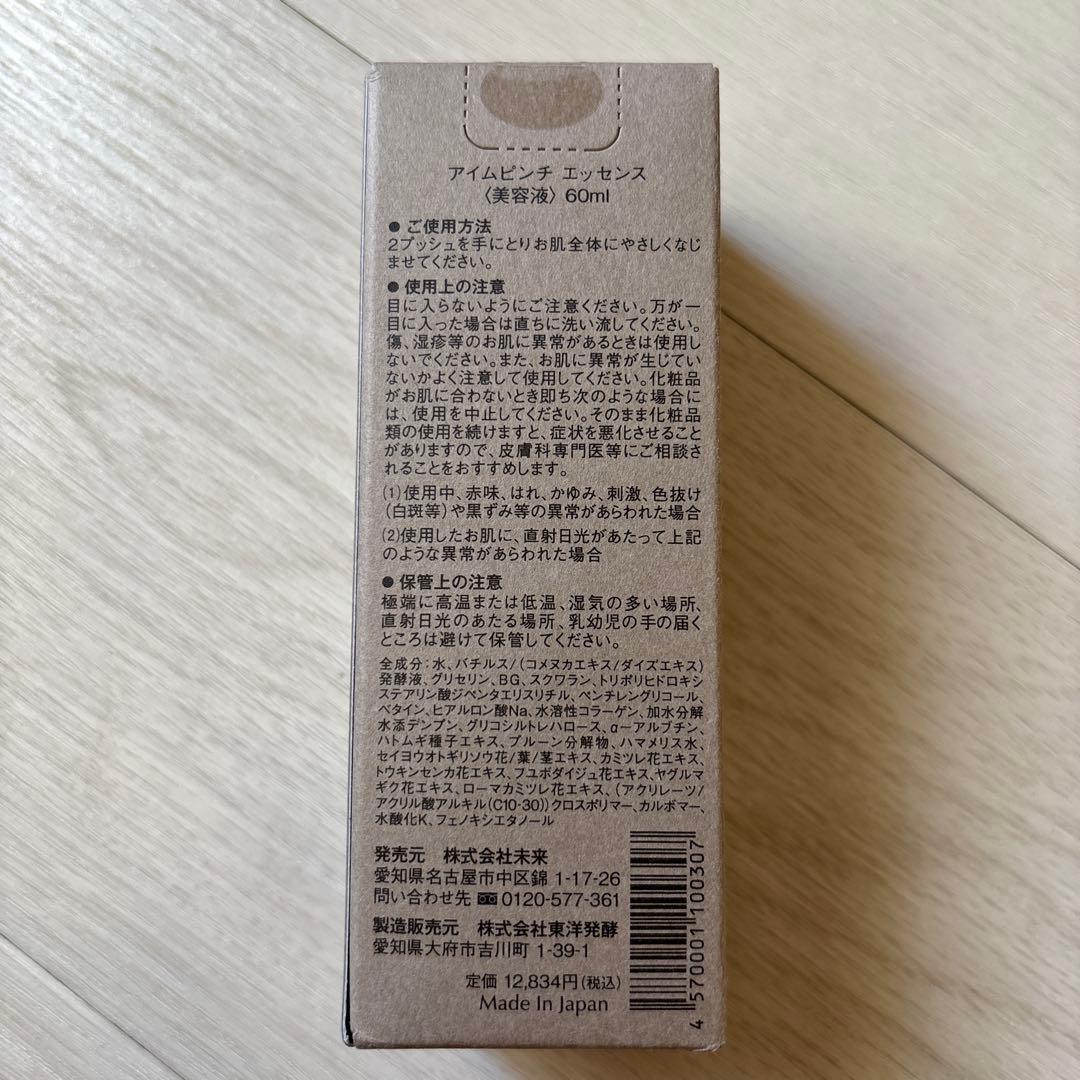 アイムピンチ エッセンス
〈美容液〉60ml
● ご使用方法
2プッシュを手にとりお肌全体にやさしくなじ
ませてください。
● 使用上の注意
目に入らないようにご注意ください。万が一
目に入った場合は直ちに洗い流してください。
傷、湿疹等のお肌に異常があるときは使用し
ないでください。また、お肌に異常が生じてい
ないかよく注意して使用してください。化粧品
がお肌に合わないとき即ち次のような場合に
は、使用を中止してください。そのまま化粧品
類の使用を続けますと、症状を悪化させること
がありますので、皮膚科専門医等にご相談さ
れることをおすすめします。
(1)使用中、赤味、はれ、かゆみ、刺激、色抜け
(白斑等)や黒ずみ等の異常があらわれた場合
(2)使用したお肌に、直射日光があたって上記
のような異常があらわれた場合
● 保管上の注意
極端に高温または低温、湿気の多い場所、
直射日光のあたる場所、乳幼児の手の届く
ところは避けて保管してください。
全成分：水、バチルス/(コメヌカエキス/ダイズエキス)
発酵液、グリセリン、BG、スクワラン、トリポリヒドロキシ
ステアリン酸ジペンタエリスリチル、ペンチレングリコール、
ベタイン、ヒアルロン酸Na、水溶性コラーゲン、加水分解
水添デンプン、グリコシルトレハロース、α-アルブチン、
ハトムギ種子エキス、プルーン分解物、ハマメリス水、
セイヨウオトギリソウ花/葉/茎エキス、カミツレ花エキス、
トウキンセンカ花エキス、フユボダイジュ花エキス、ヤグルマ
ギク花エキス、ローマカミツレ花エキス、(アクリレーツ/
アクリル酸アルキル(C10-30))クロスポリマー、カルボマー、
水酸化K、フェノキシエタノール
発売元 株式会社未来
愛知県名古屋市中区錦 1-17-26
問い合わせ先 0120-577-361
製造販売元 株式会社東洋発酵
愛知県大府市吉川町 1-39-1
定価 12,834円(税込)
Made In Japan
4 570001 100307